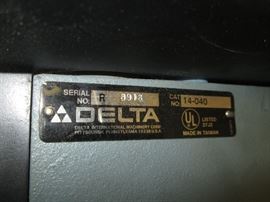 SERIAL NO. R 8913 CAT NO. 14-040
DELTA UL LISTED
DELTA INTERNATIONAL MACHINERY CORP. MADE IN TAIWAN
PITTSBURGH, PENNSYLVANIA 15238 U.S.A.